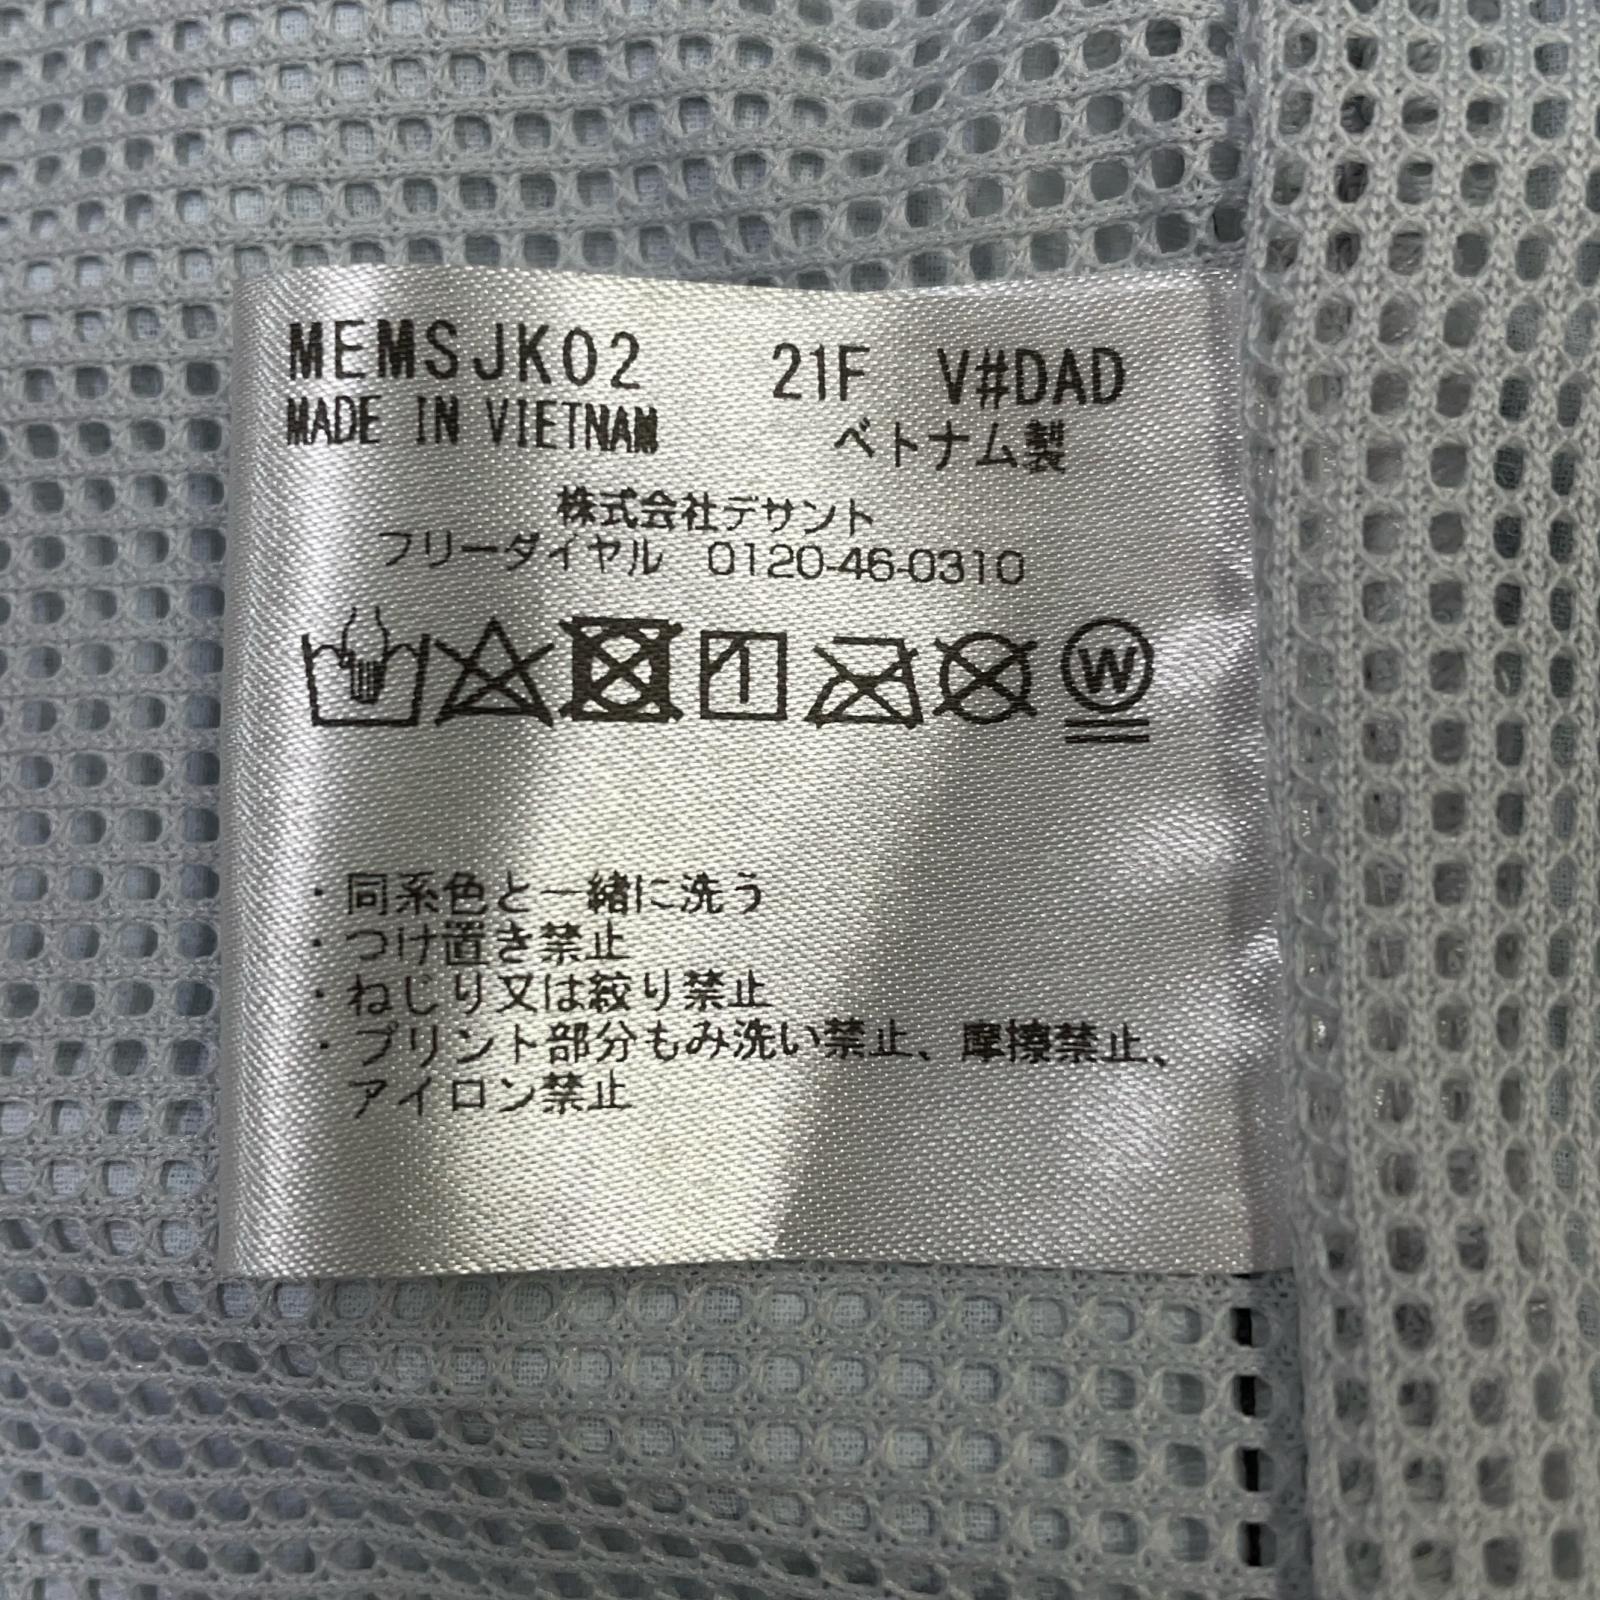 MEMSJK02 21F V#DAD
MADE IN VIETNAM ベトナム製
株式会社デサント
フリーダイヤル 0120-46-0310
W
・同系色と一緒に洗う
・つけ置き禁止
・ねじり又は絞り禁止
・プリント部分もみ洗い禁止、摩擦禁止、
アイロン禁止